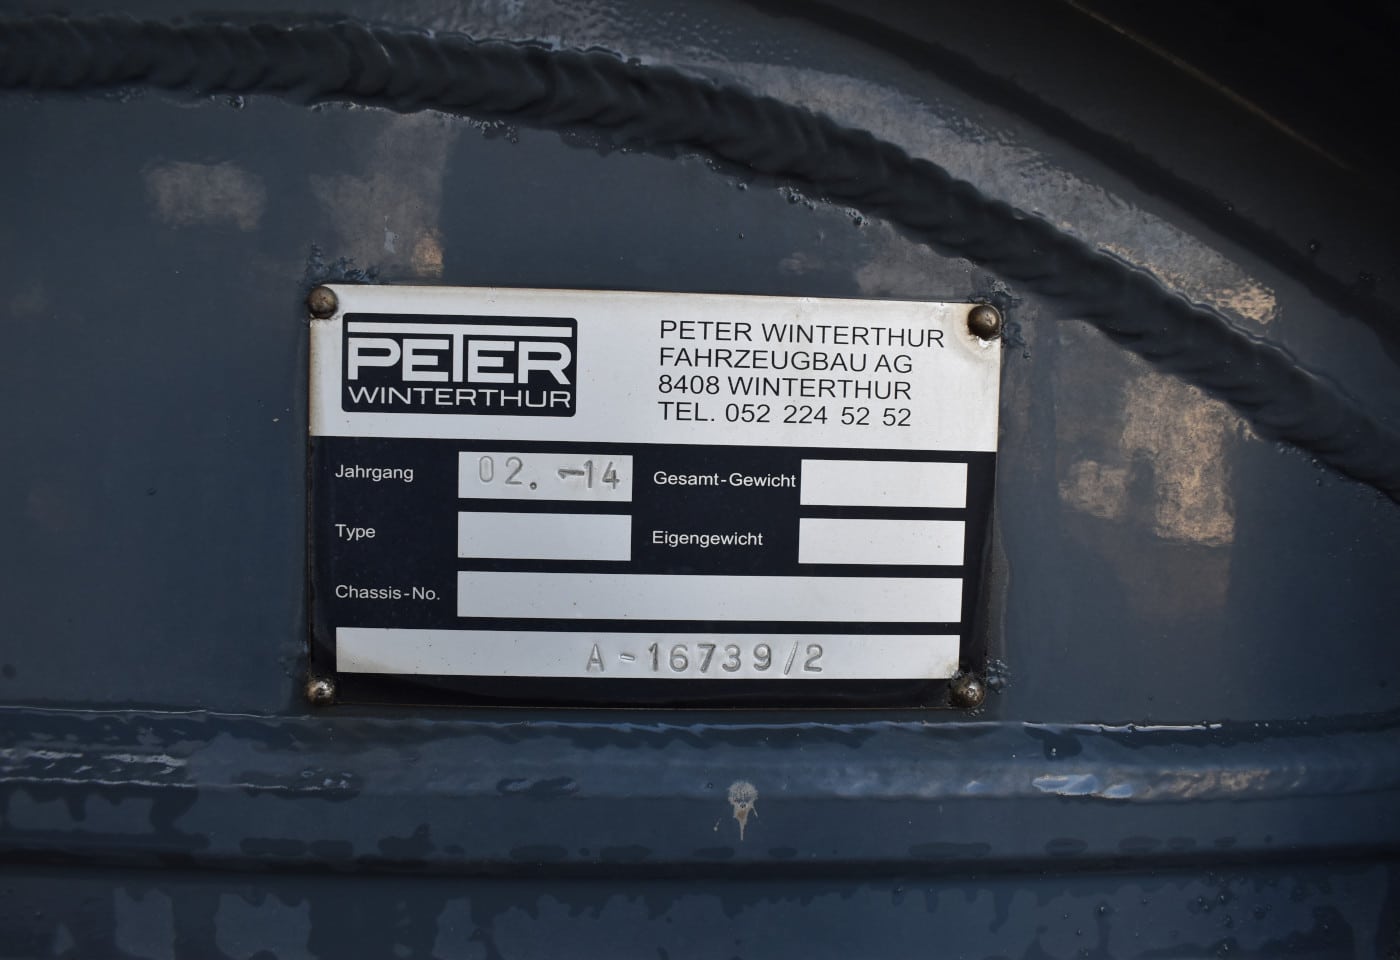 PETER
WINTERTHUR
PETER WINTERTHUR
FAHRZEUGBAU AG
8408 WINTERTHUR
TEL. 052 224 52 52
Jahrgang 02. -14 Gesamt-Gewicht
Type Eigengewicht
Chassis-No.
A-16739/2